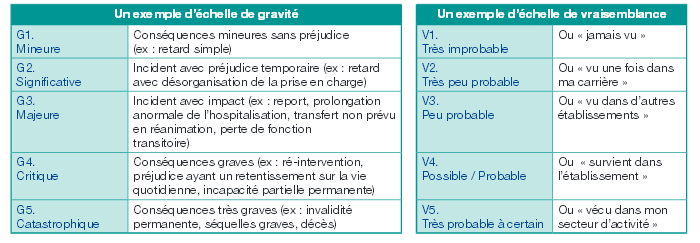 Un exemple d'échelle de gravité
G1.
Mineure
Conséquences mineures sans préjudice
(ex : retard simple)
G2.
Significative
Incident avec préjudice temporaire (ex : retard
avec désorganisation de la prise en charge)
G3.
Majeure
Incident avec impact (ex : report, prolongation
anormale de l'hospitalisation, transfert non prévu
en réanimation, perte de fonction
transitoire)
G4.
Critique
Conséquences graves (ex : ré-intervention,
préjudice ayant un retentissement sur la vie
quotidienne, incapacité partielle permanente)
G5.
Catastrophique
Conséquences très graves (ex : invalidité
permanente, séquelles graves, décès)
Un exemple d'échelle de vraisemblance
V1.
Très improbable
Ou « jamais vu »
V2.
Très peu probable
Ou « vu une fois dans
ma carrière »
V3.
Peu probable
Ou « vu dans d'autres
établissements »
V4.
Possible / Probable
Ou « survient dans
l'établissement »
V5.
Très probable à certain
Ou « vécu dans mon
secteur d'activité »